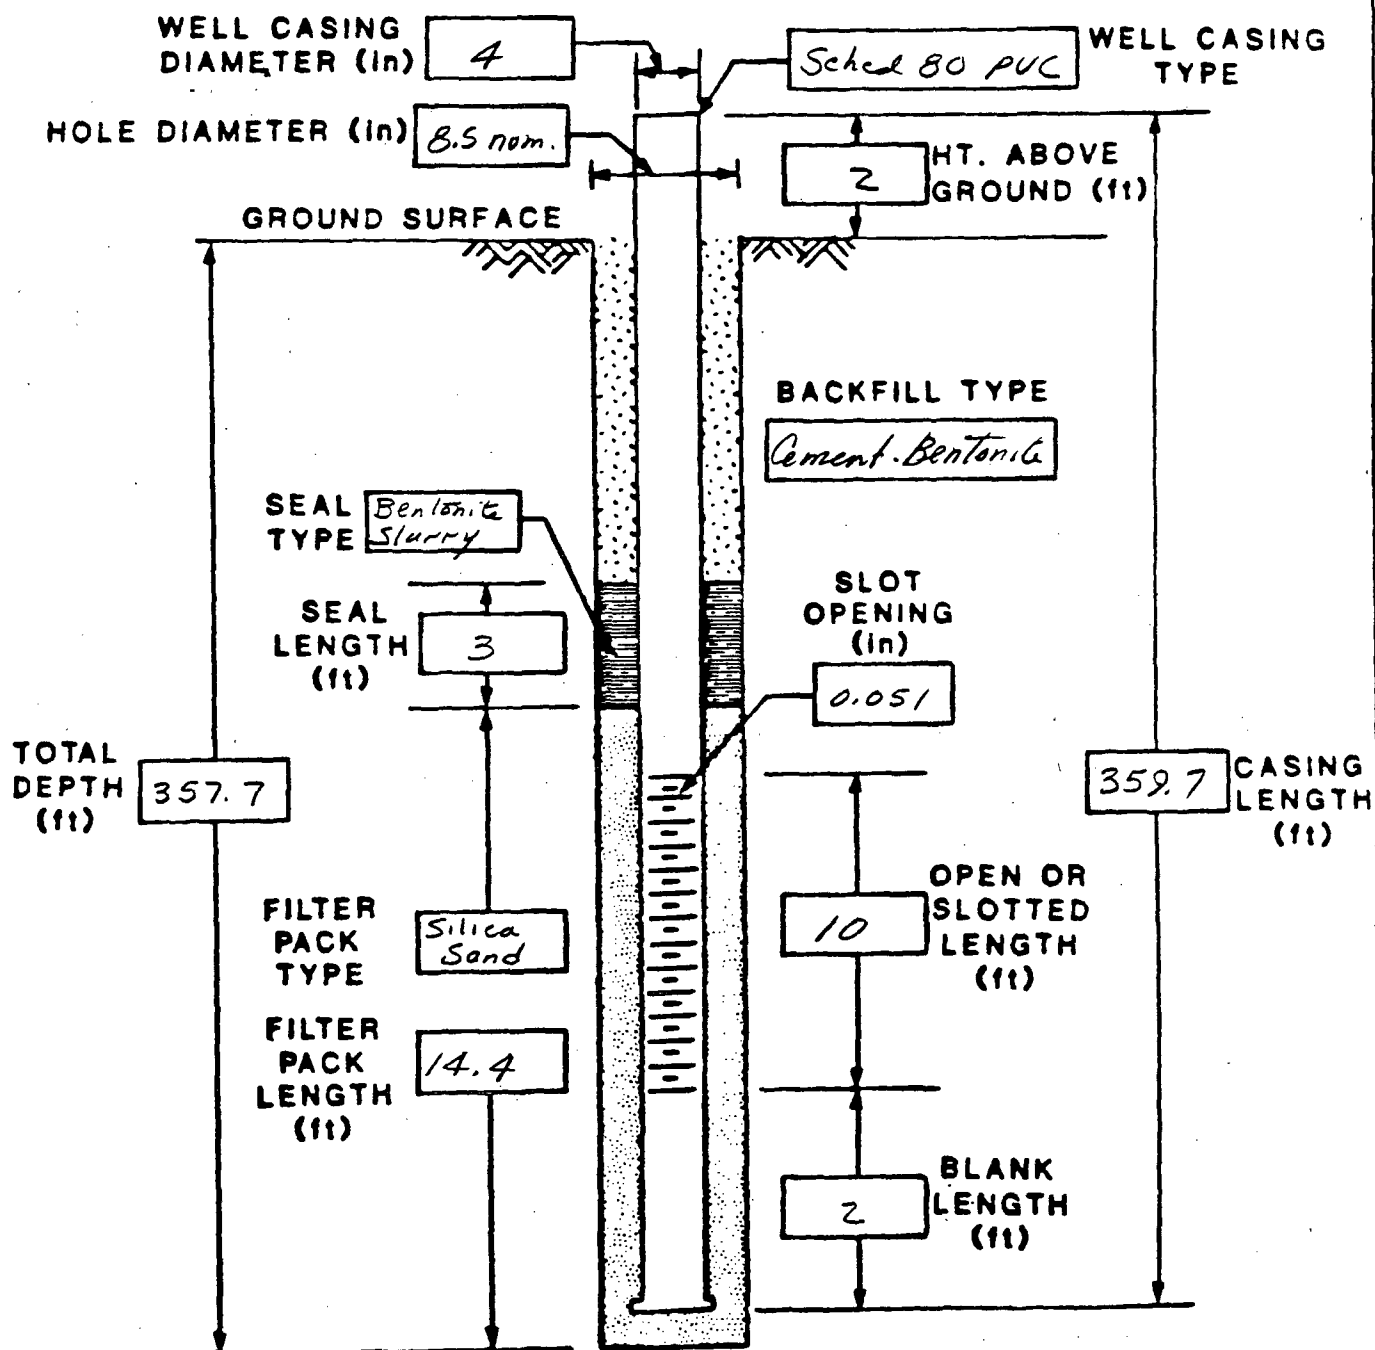 WELL CASING
DIAMETER (in)
4
Sched 80 PVC
WELL CASING
TYPE
HOLE DIAMETER (in)
8.5 nom.
2
HT. ABOVE
GROUND (ft)
GROUND SURFACE
BACKFILL TYPE
Cement-Bentonite
SEAL
TYPE
Bentonite
Slurry
SEAL
LENGTH
(ft)
3
SLOT
OPENING
(in)
0.051
TOTAL
DEPTH
(ft)
357.7
359.7
CASING
LENGTH
(ft)
FILTER
PACK
TYPE
Silica
Sand
10
OPEN OR
SLOTTED
LENGTH
(ft)
FILTER
PACK
LENGTH
(ft)
14.4
2
BLANK
LENGTH
(ft)